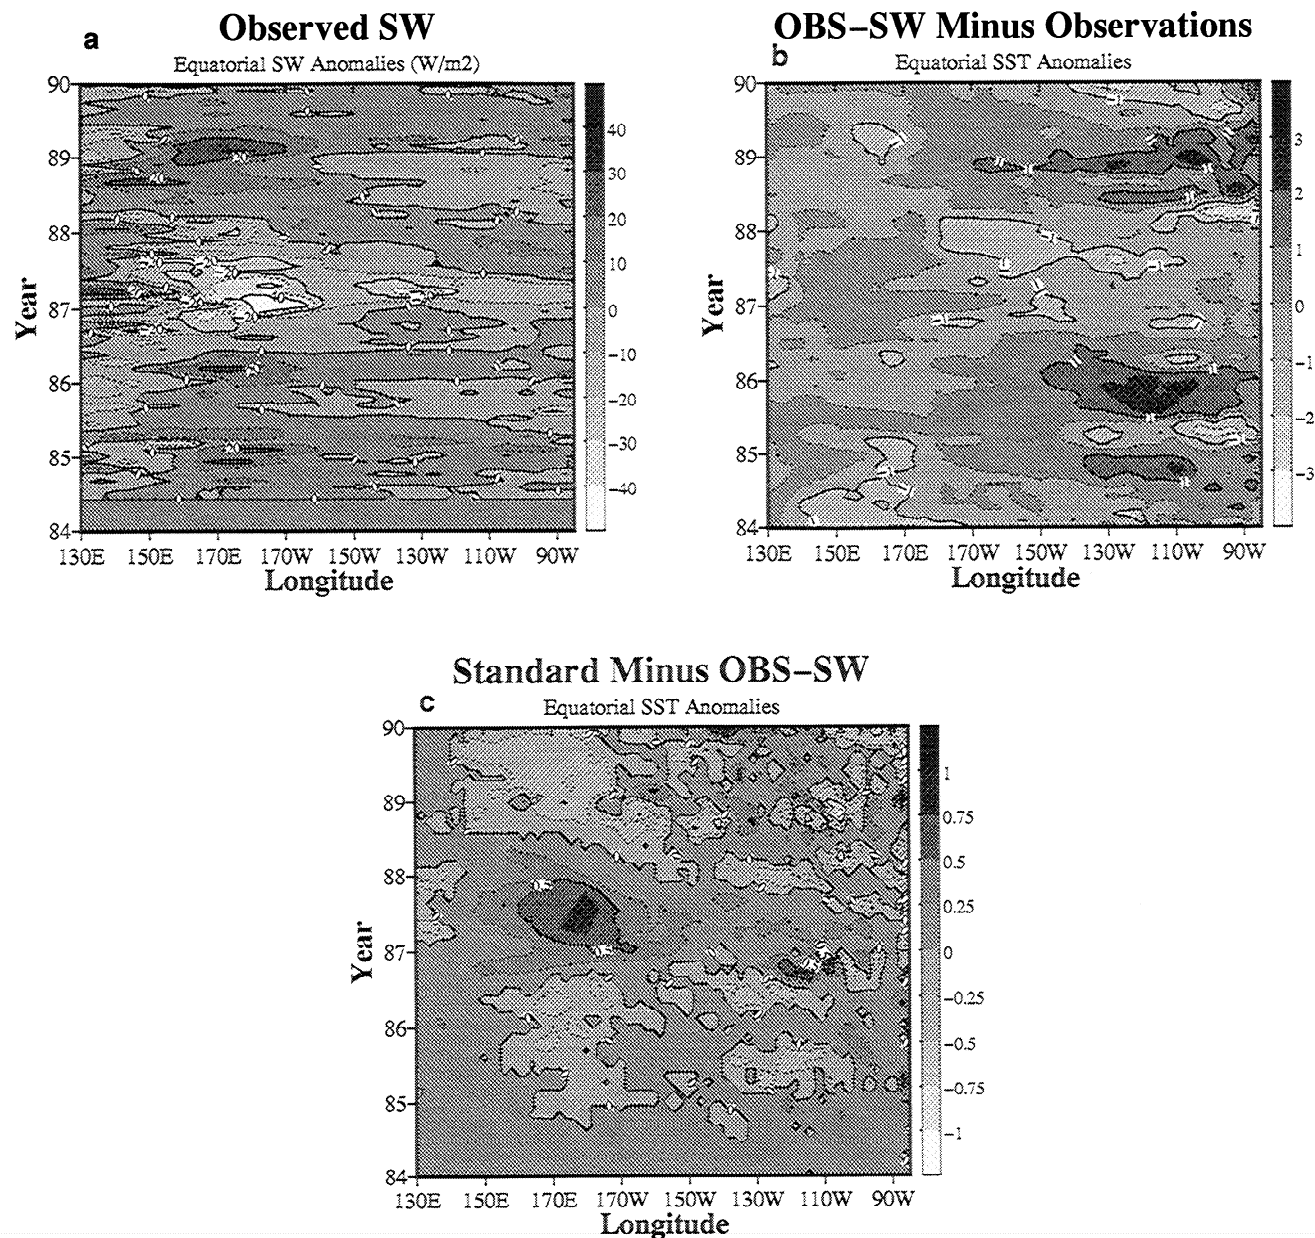 Observed SW
a
Equatorial SW Anomalies (W/m2)
90
89
88
87
86
85
84
Year
130E 150E 170E 170W 150W 130W 110W 90W
Longitude
40
30
20
10
0
-10
-20
-30
-40
OBS-SW Minus Observations
b
Equatorial SST Anomalies
90
89
88
87
86
85
84
Year
130E 150E 170E 170W 150W 130W 110W 90W
Longitude
3
2
1
0
-1
-2
-3
Standard Minus OBS-SW
c
Equatorial SST Anomalies
90
89
88
87
86
85
84
Year
130E 150E 170E 170W 150W 130W 110W 90W
Longitude
1
0.75
0.5
0.25
0
-0.25
-0.5
-0.75
-1